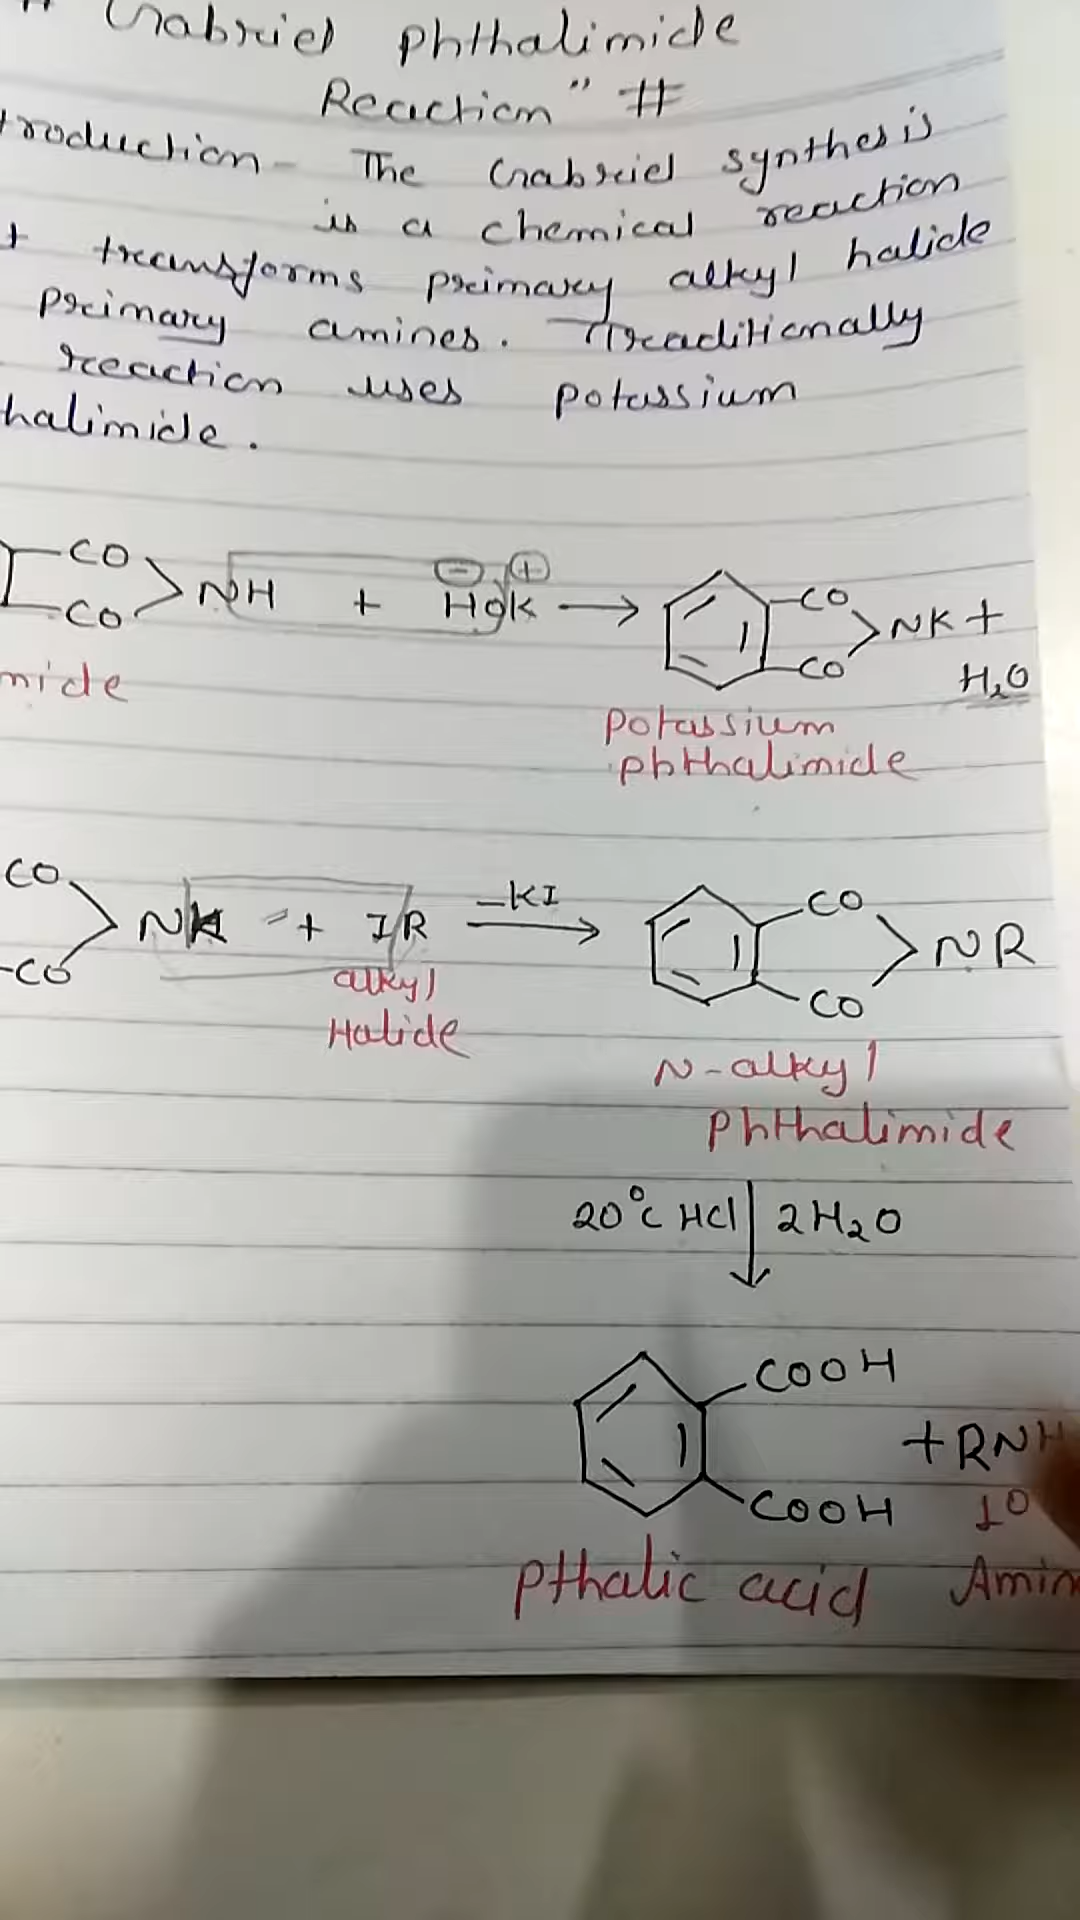 Gabriel Phthalimide
Reaction" #
troduction- The Gabriel synthesis
is a chemical reaction
t transforms primary alkyl halide
primary amines. Traditionally
reaction uses potassium
halimide.
CO
CO
NH + HOK → CO
CO
NK +
H₂O
mide
Potassium
phthalimide
CO
CO
NK + IR -KI → CO
CO
NR
alkyl
Halide
N-alkyl
Phthalimide
20°C HCl 2H₂O
COOH
+ RNH
COOH
1°
Pthalic acid Amin